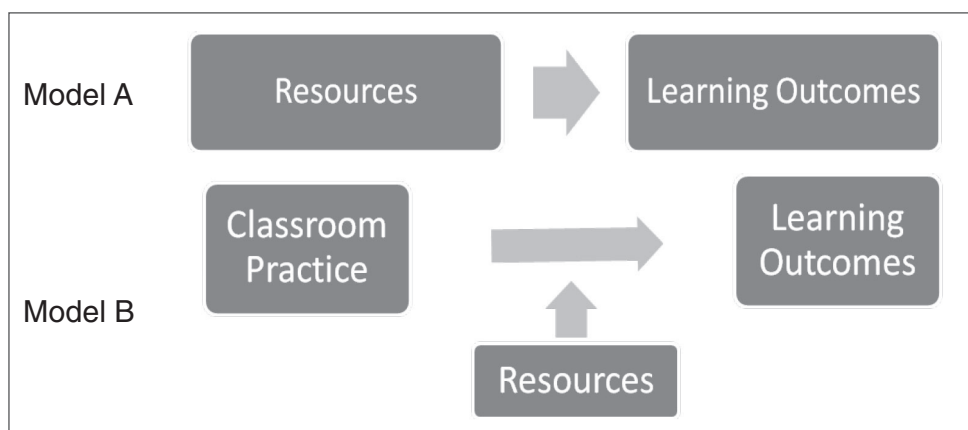 Model A
Resources
Learning Outcomes
Model B
Classroom
Practice
Learning
Outcomes
Resources